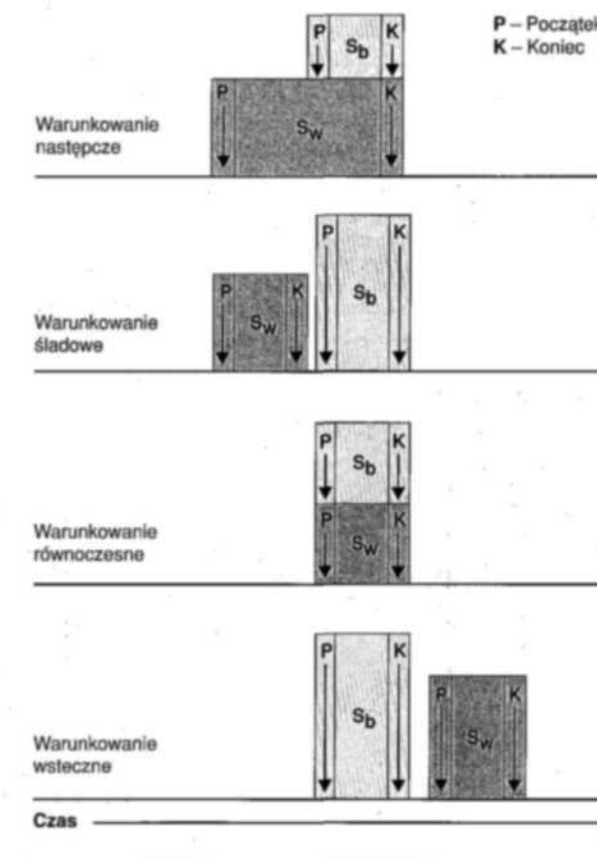 P – Początek
K – Koniec
P Sb K
P Sw K
Warunkowanie
następcze
P Sb K
P Sw K
Warunkowanie
śladowe
P Sb K
P Sw K
Warunkowanie
równoczesne
P Sb K
P Sw K
Warunkowanie
wsteczne
Czas